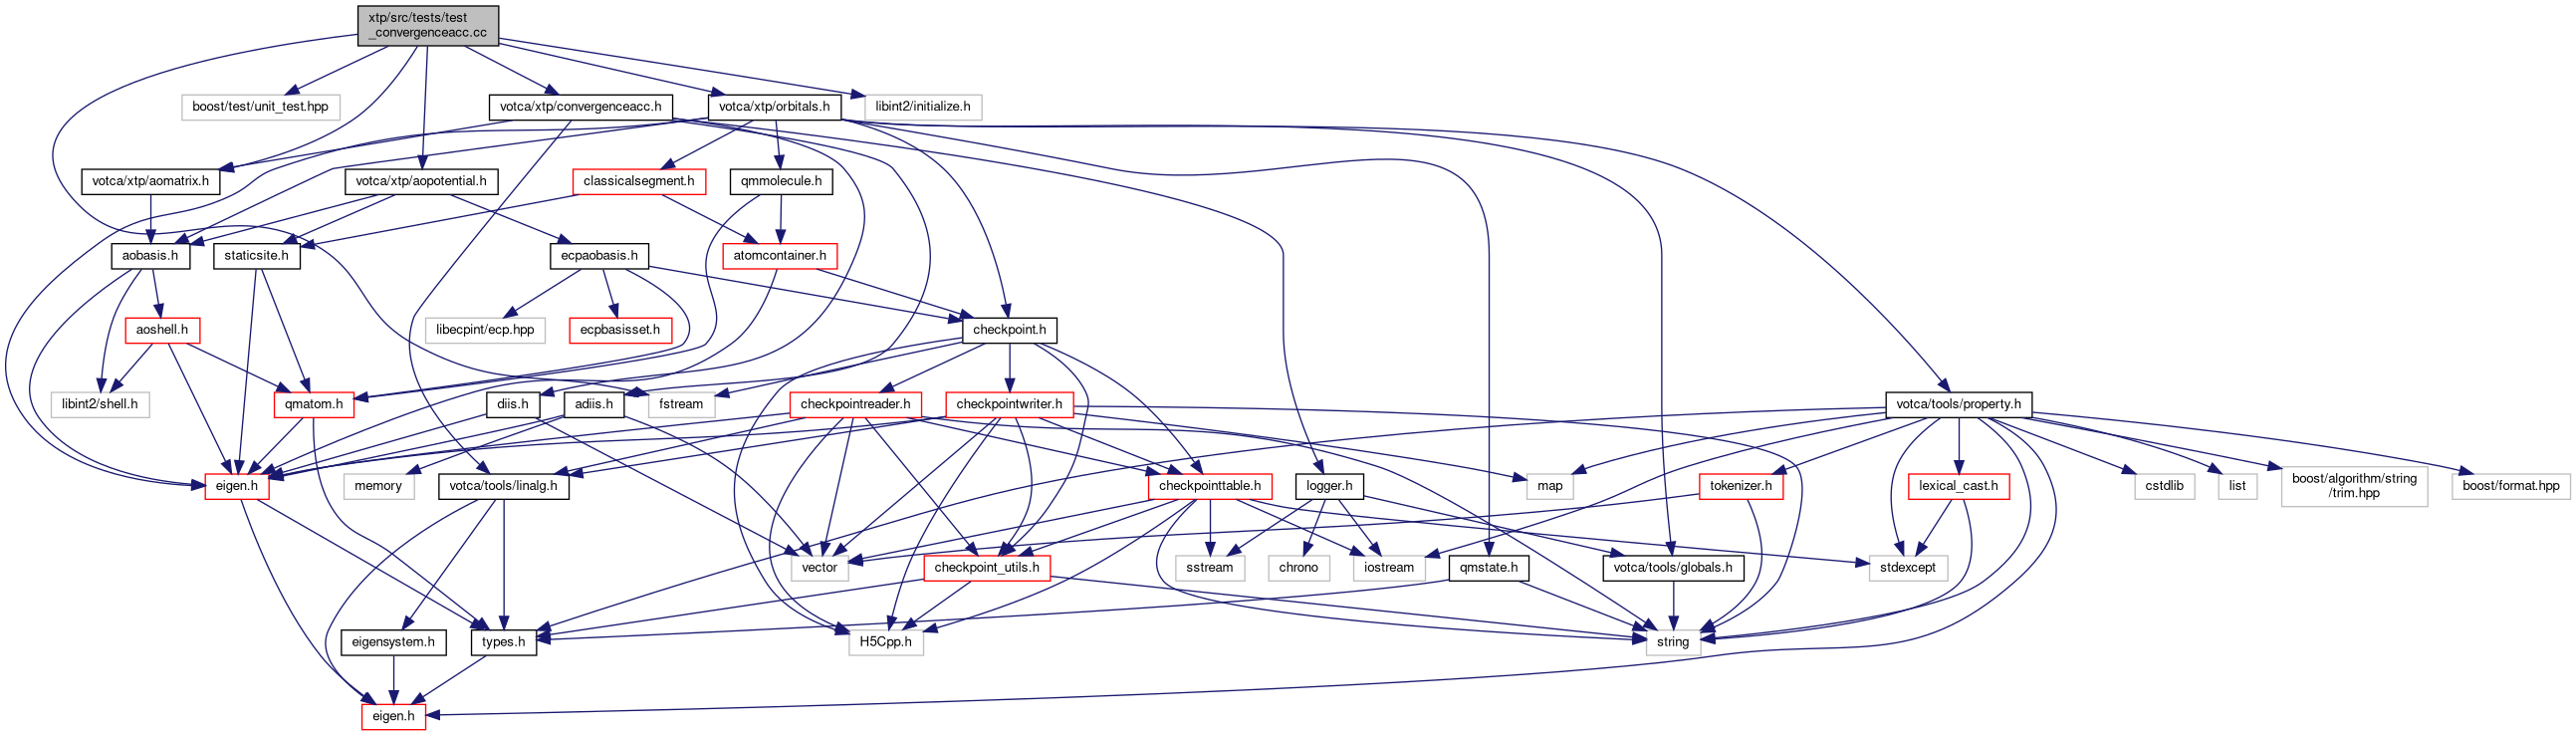 xtp/src/tests/test
_convergenceacc.cc
boost/test/unit_test.hpp
votca/xtp/convergenceacc.h
votca/xtp/orbitals.h
libint2/initialize.h
votca/xtp/aomatrix.h
votca/xtp/aopotential.h
classicalsegment.h
qmmolecule.h
aobasis.h
staticsite.h
ecpaobasis.h
atomcontainer.h
aoshell.h
libecpint/ecp.hpp
ecpbasisset.h
checkpoint.h
libint2/shell.h
qmatom.h
diis.h
adiis.h
fstream
checkpointreader.h
checkpointwriter.h
votca/tools/property.h
eigen.h
memory
votca/tools/linalg.h
checkpointtable.h
logger.h
map
tokenizer.h
lexical_cast.h
cstdlib
list
boost/algorithm/string
/trim.hpp
boost/format.hpp
vector
checkpoint_utils.h
sstream
chrono
iostream
qmstate.h
votca/tools/globals.h
stdexcept
eigensystem.h
types.h
H5Cpp.h
string
eigen.h